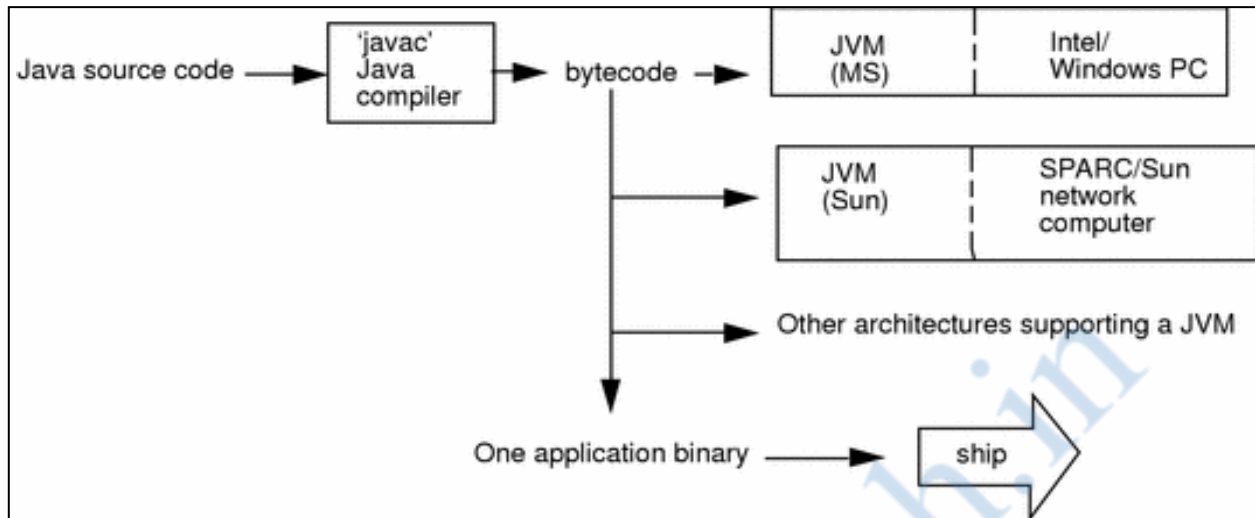 Java source code
'javac'
Java
compiler
bytecode
JVM
(MS)
Intel/
Windows PC
JVM
(Sun)
SPARC/Sun
network
computer
Other architectures supporting a JVM
One application binary
ship
h.in